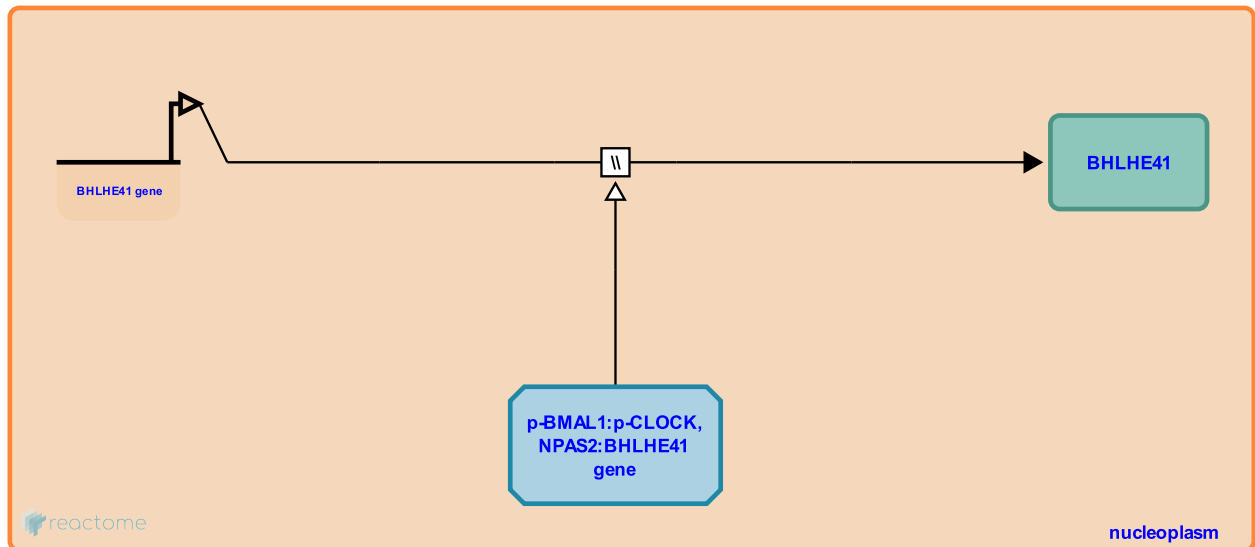 BHLHE41 gene
\\
BHLHE41
p-BMAL1:p-CLOCK,
NPAS2:BHLHE41
gene
reactome
nucleoplasm